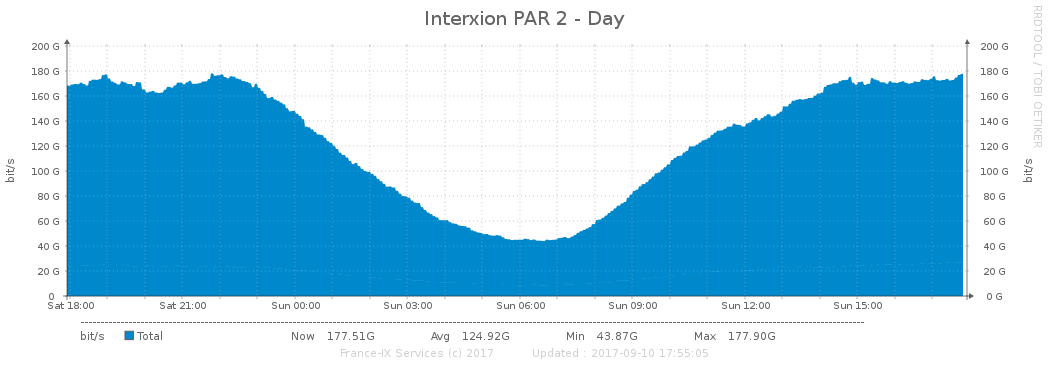 Interxion PAR 2 - Day
RRDTOOL / TOBI OETIKER
200 G 200 G
180 G 180 G
160 G 160 G
140 G 140 G
120 G 120 G
100 G 100 G
80 G 80 G
60 G 60 G
40 G 40 G
20 G 20 G
0 0 G
bit/s bit/s
Sat 18:00 Sat 21:00 Sun 00:00 Sun 03:00 Sun 06:00 Sun 09:00 Sun 12:00 Sun 15:00
bit/s Total Now 177.51G Avg 124.92G Min 43.87G Max 177.90G
France-IX Services (c) 2017 Updated : 2017-09-10 17:55:05